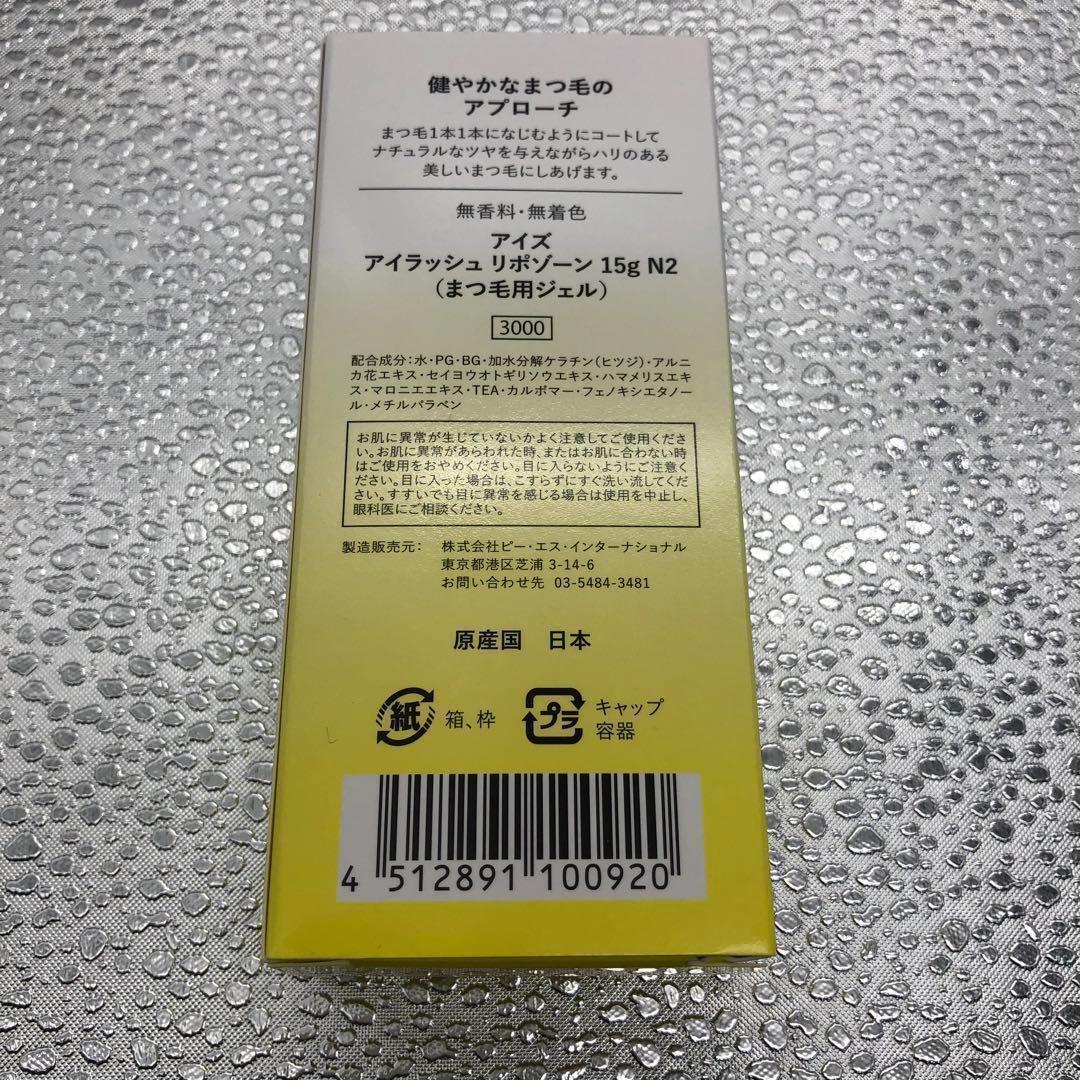 健やかなまつ毛の
アプローチ
まつ毛1本1本になじむようにコートして
ナチュラルなツヤを与えながらハリのある
美しいまつ毛にしあげます。
無香料・無着色
アイズ
アイラッシュ リポゾーン 15g N2
(まつ毛用ジェル)
3000
配合成分:水・PG・BG・加水分解ケラチン(ヒツジ)・アルニ
カ花エキス・セイヨウオトギリソウエキス・ハマメリスエキ
ス・マロニエエキス・TEA・カルボマー・フェノキシエタノー
ル・メチルパラベン
お肌に異常が生じていないかよく注意してご使用くださ
い。お肌に異常があらわれた時、またはお肌に合わない時
はご使用をおやめください。目に入らないようにご注意く
ださい。目に入った場合は、こすらずにすぐ洗い流してくだ
さい。すすいでも目に異常を感じる場合は使用を中止し、
眼科医にご相談ください。
製造販売元: 株式会社ピー・エス・インターナショナル
東京都港区芝浦 3-14-6
お問い合わせ先 03-5484-3481
原産国 日本
紙 箱、枠
プラ キャップ
容器
4 512891 100920